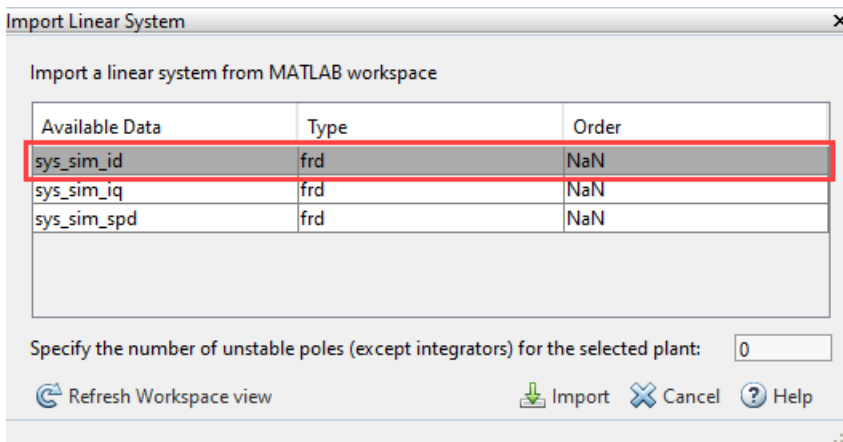 Import Linear System
Import a linear system from MATLAB workspace
Available Data Type Order
sys_sim_id frd NaN
sys_sim_iq frd NaN
sys_sim_spd frd NaN
Specify the number of unstable poles (except integrators) for the selected plant: 0
Refresh Workspace view Import Cancel ? Help